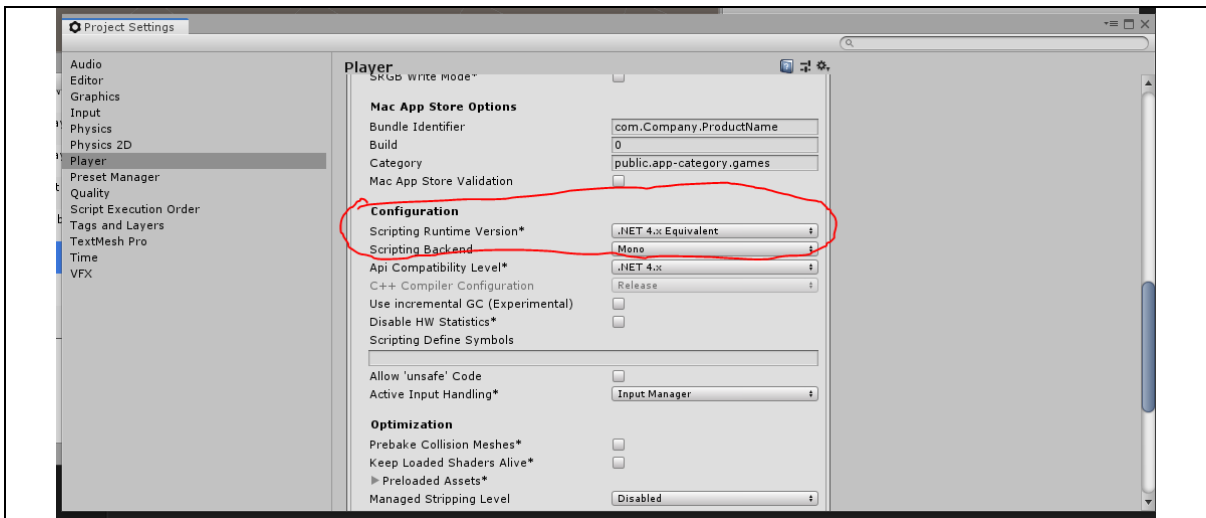 Project Settings
Audio
Editor
Graphics
Input
Physics
Physics 2D
Player
Preset Manager
Quality
Script Execution Order
Tags and Layers
TextMesh Pro
Time
VFX
Player
SRGB Write Mode*
Mac App Store Options
Bundle Identifier com.Company.ProductName
Build 0
Category public.app-category.games
Mac App Store Validation
Configuration
Scripting Runtime Version* .NET 4.x Equivalent
Scripting Backend Mono
Api Compatibility Level* .NET 4.x
C++ Compiler Configuration Release
Use incremental GC (Experimental)
Disable HW Statistics*
Scripting Define Symbols
Allow 'unsafe' Code
Active Input Handling* Input Manager
Optimization
Prebake Collision Meshes*
Keep Loaded Shaders Alive*
Preloaded Assets*
Managed Stripping Level Disabled